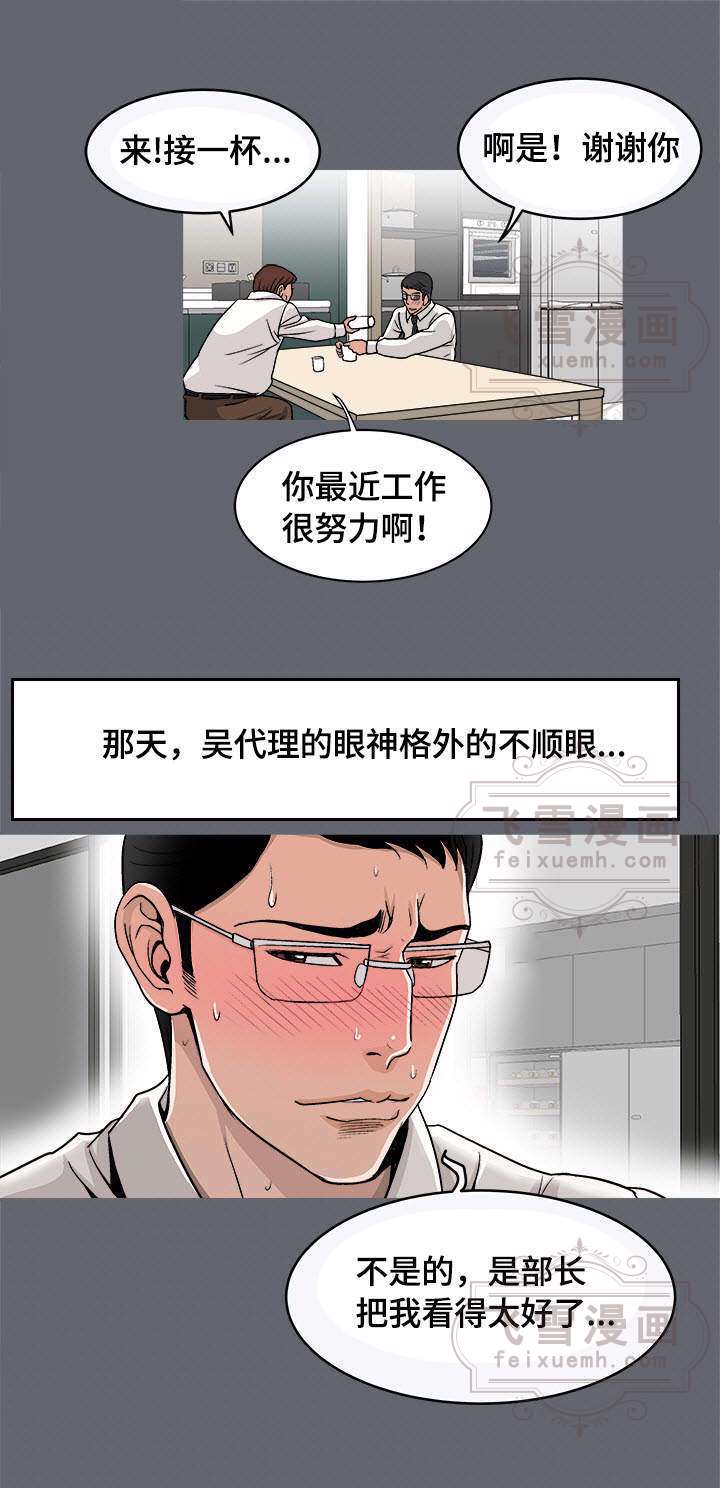 来!接一杯...
啊是！谢谢你
飞雪漫画
feixuemh.com
你最近工作
很努力啊!
那天，吴代理的眼神格外的不顺眼...
飞雪漫画
feixuemh.com
不是的，是部长
把我看得太好了...
飞雪漫画
feixuemh.com